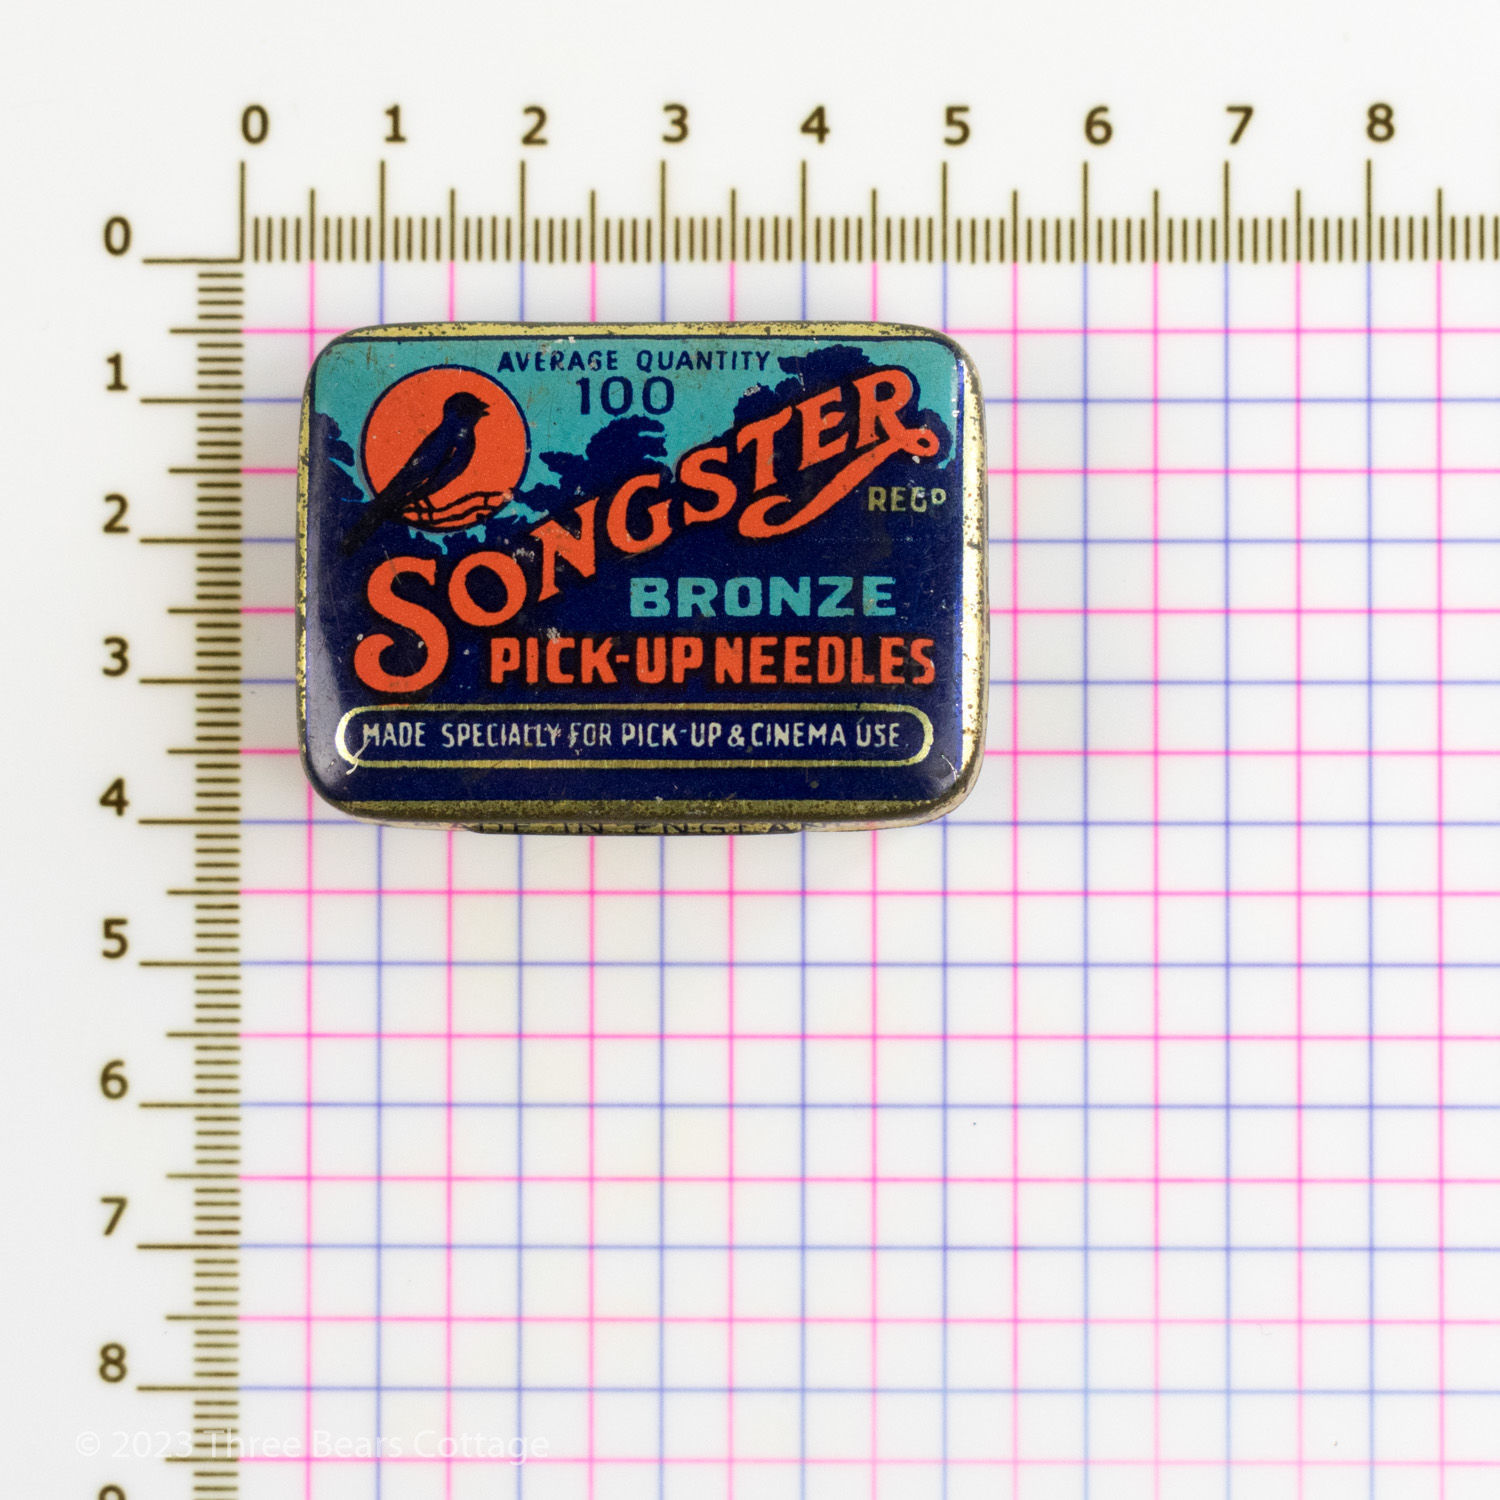 0 1 2 3 4 5 6 7 8
0
1
2
3
4
5
6
7
8
AVERAGE QUANTITY
100
SONGSTER
REGD
BRONZE
PICK-UP NEEDLES
MADE SPECIALLY FOR PICK-UP & CINEMA USE
IN
© 2023 Three Bears Cottage